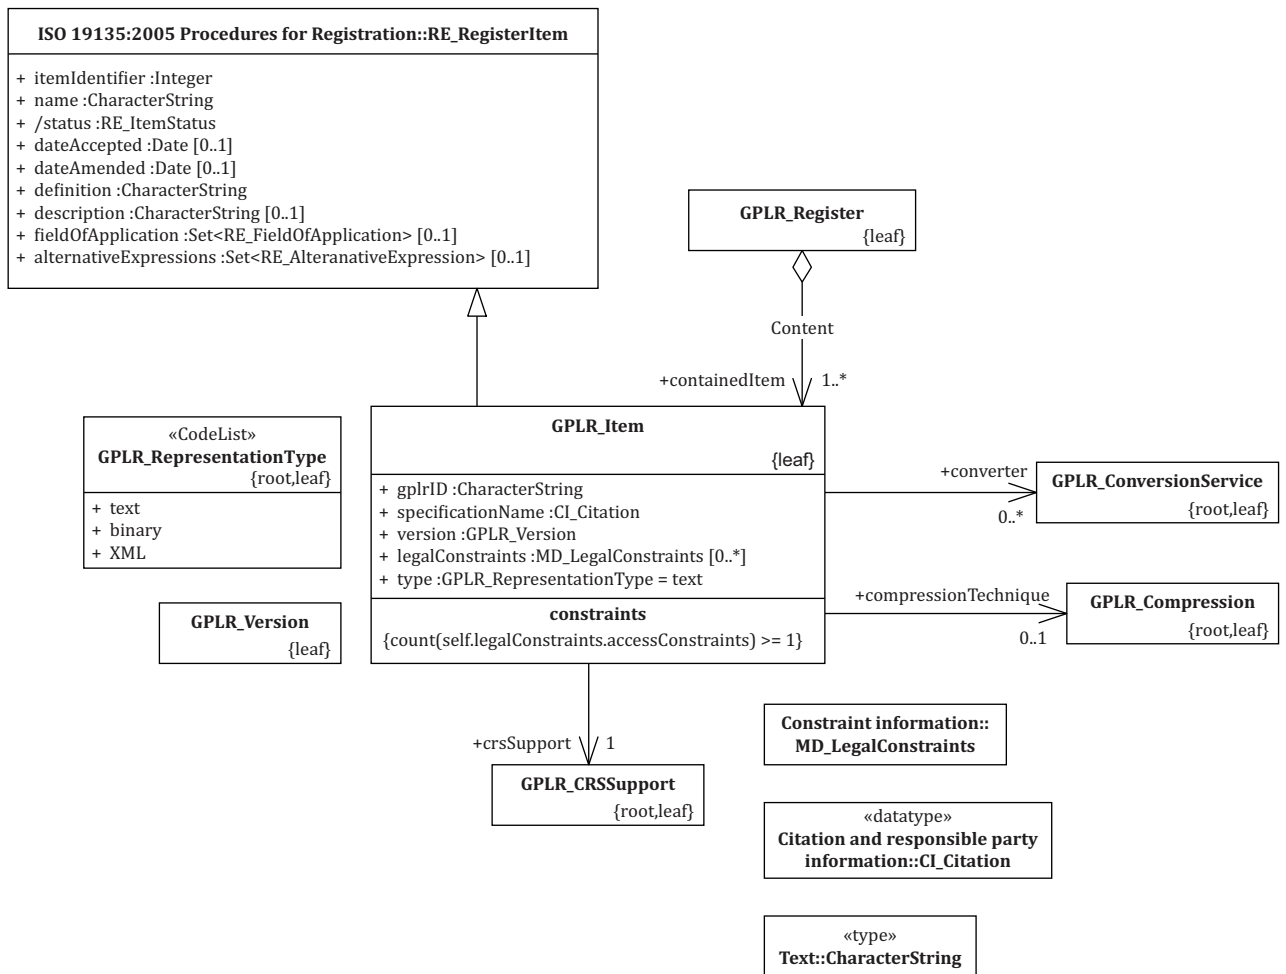 ISO 19135:2005 Procedures for Registration::RE_RegisterItem
+ itemIdentifier :Integer
+ name :CharacterString
+ /status :RE_ItemStatus
+ dateAccepted :Date [0..1]
+ dateAmended :Date [0..1]
+ definition :CharacterString
+ description :CharacterString [0..1]
+ fieldOfApplication :Set<RE_FieldOfApplication> [0..1]
+ alternativeExpressions :Set<RE_AlteranativeExpression> [0..1]
GPLR_Register
{leaf}
Content
+containedItem 1..*
«CodeList»
GPLR_RepresentationType
{root,leaf}
+ text
+ binary
+ XML
GPLR_Version
{leaf}
GPLR_Item
{leaf}
+ gplrID :CharacterString
+ specificationName :CI_Citation
+ version :GPLR_Version
+ legalConstraints :MD_LegalConstraints [0..*]
+ type :GPLR_RepresentationType = text
constraints
{count(self.legalConstraints.accessConstraints) >= 1}
+converter
0..*
GPLR_ConversionService
{root,leaf}
+compressionTechnique
0..1
GPLR_Compression
{root,leaf}
+crsSupport 1
GPLR_CRSSupport
{root,leaf}
Constraint information::
MD_LegalConstraints
«datatype»
Citation and responsible party
information::CI_Citation
«type»
Text::CharacterString